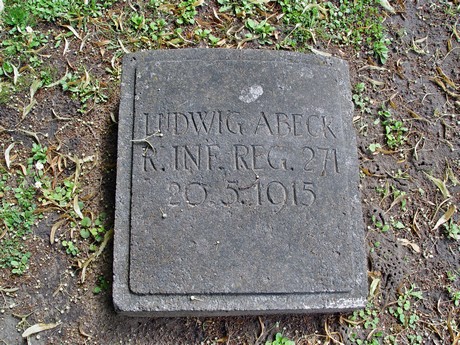 LUDWIG ABECK
R. INF. REG. 271
20.5.1915